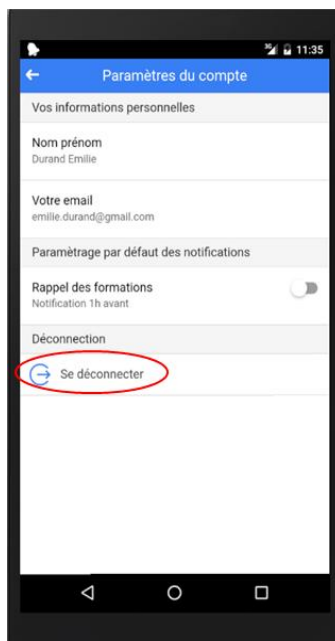 3G 11:35
Paramètres du compte
Vos informations personnelles
Nom prénom
Durand Emilie
Votre email
emilie.durand@gmail.com
Paramètrage par défaut des notifications
Rappel des formations
Notification 1h avant
Déconnection
Se déconnecter